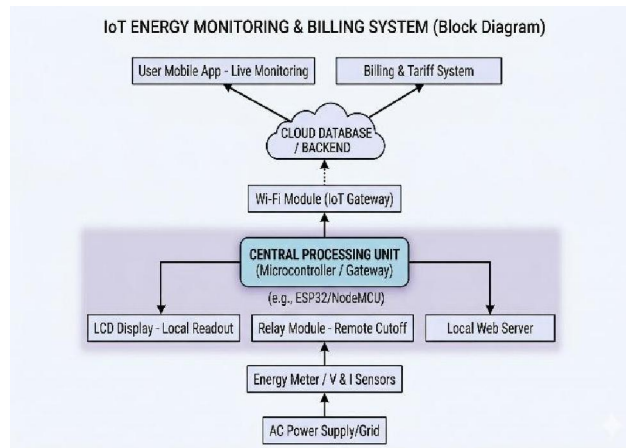 IoT ENERGY MONITORING & BILLING SYSTEM (Block Diagram)
User Mobile App - Live Monitoring
Billing & Tariff System
CLOUD DATABASE
/ BACKEND
Wi-Fi Module (IoT Gateway)
CENTRAL PROCESSING UNIT
(Microcontroller / Gateway)
(e.g., ESP32/NodeMCU)
LCD Display - Local Readout
Relay Module - Remote Cutoff
Local Web Server
Energy Meter / V & I Sensors
AC Power Supply/Grid